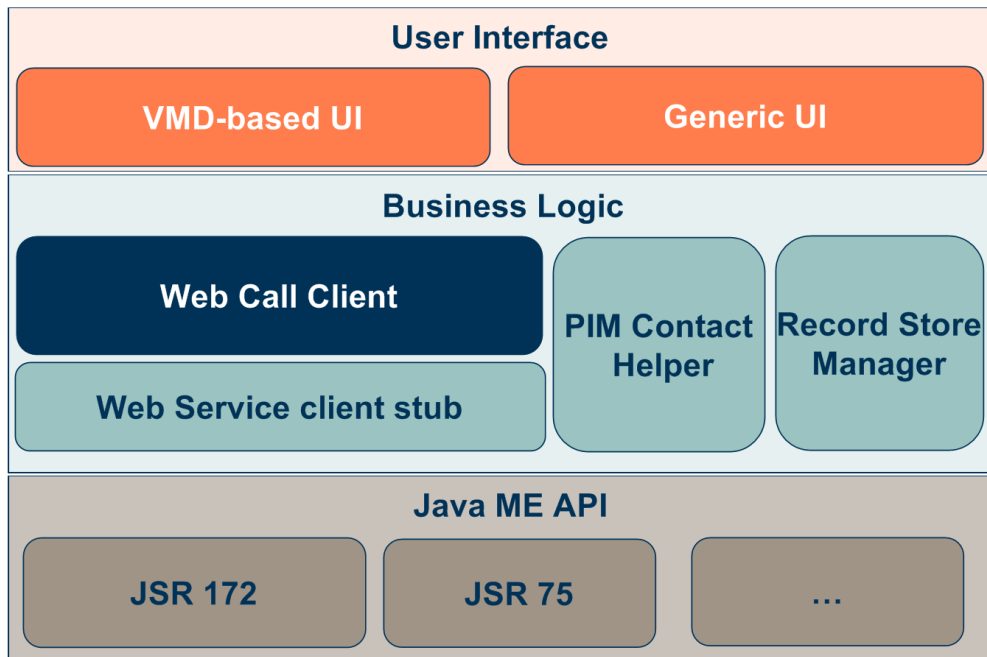 User Interface
VMD-based UI
Generic UI
Business Logic
Web Call Client
Web Service client stub
PIM Contact
Helper
Record Store
Manager
Java ME API
JSR 172
JSR 75
...